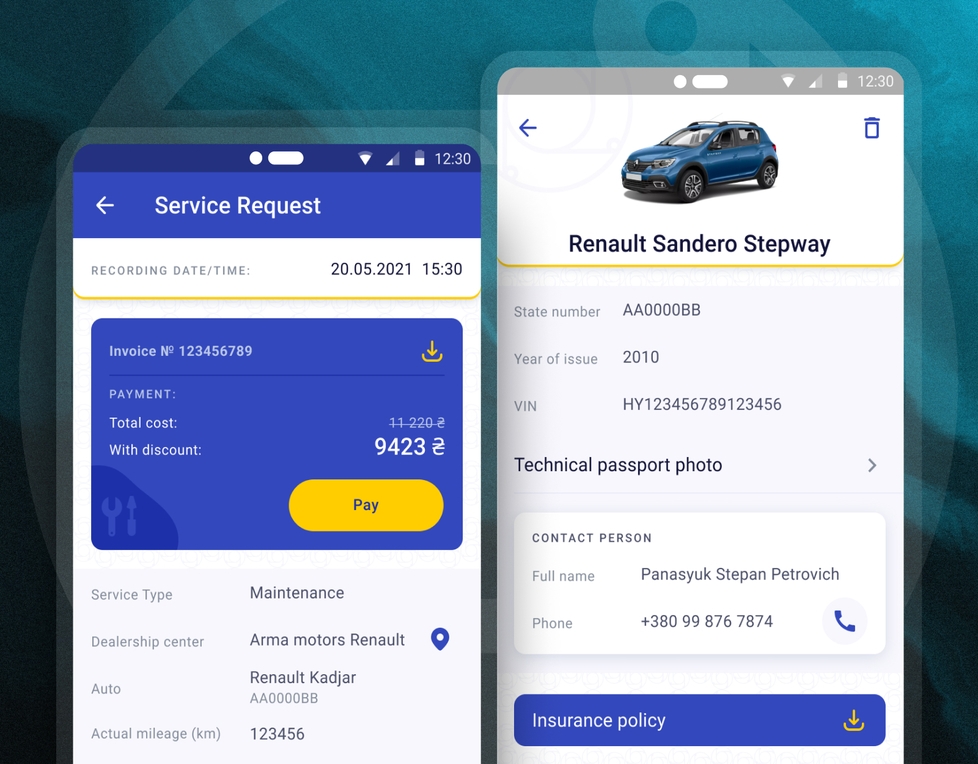 12:30
Service Request
RECORDING DATE/TIME: 20.05.2021 15:30
Invoice № 123456789
PAYMENT:
Total cost: 11 220 ₴
With discount: 9423 ₴
Pay
Service Type Maintenance
Dealership center Arma motors Renault
Auto Renault Kadjar
AA0000BB
Actual mileage (km) 123456
12:30
Renault Sandero Stepway
State number AA0000BB
Year of issue 2010
VIN HY123456789123456
Technical passport photo
CONTACT PERSON
Full name Panasyuk Stepan Petrovich
Phone +380 99 876 7874
Insurance policy